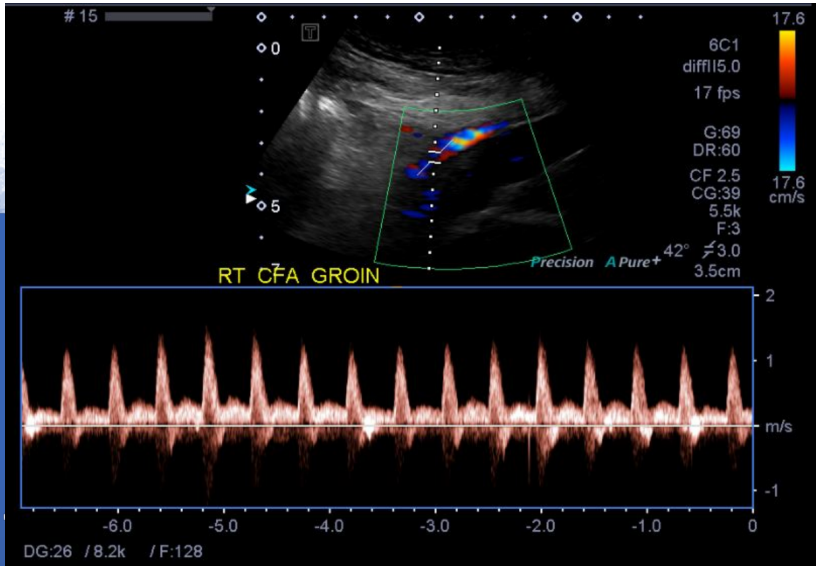 # 15
T
0
5
7
17.6
6C1
diffII5.0
17 fps
G:69
DR:60
CF 2.5
CG:39
5.5k
F:3
42° 3.0
3.5cm
17.6
cm/s
Precision A Pure+
RT CFA GROIN
2
1
m/s
-1
-6.0 -5.0 -4.0 -3.0 -2.0 -1.0 0
DG:26 / 8.2k / F:128